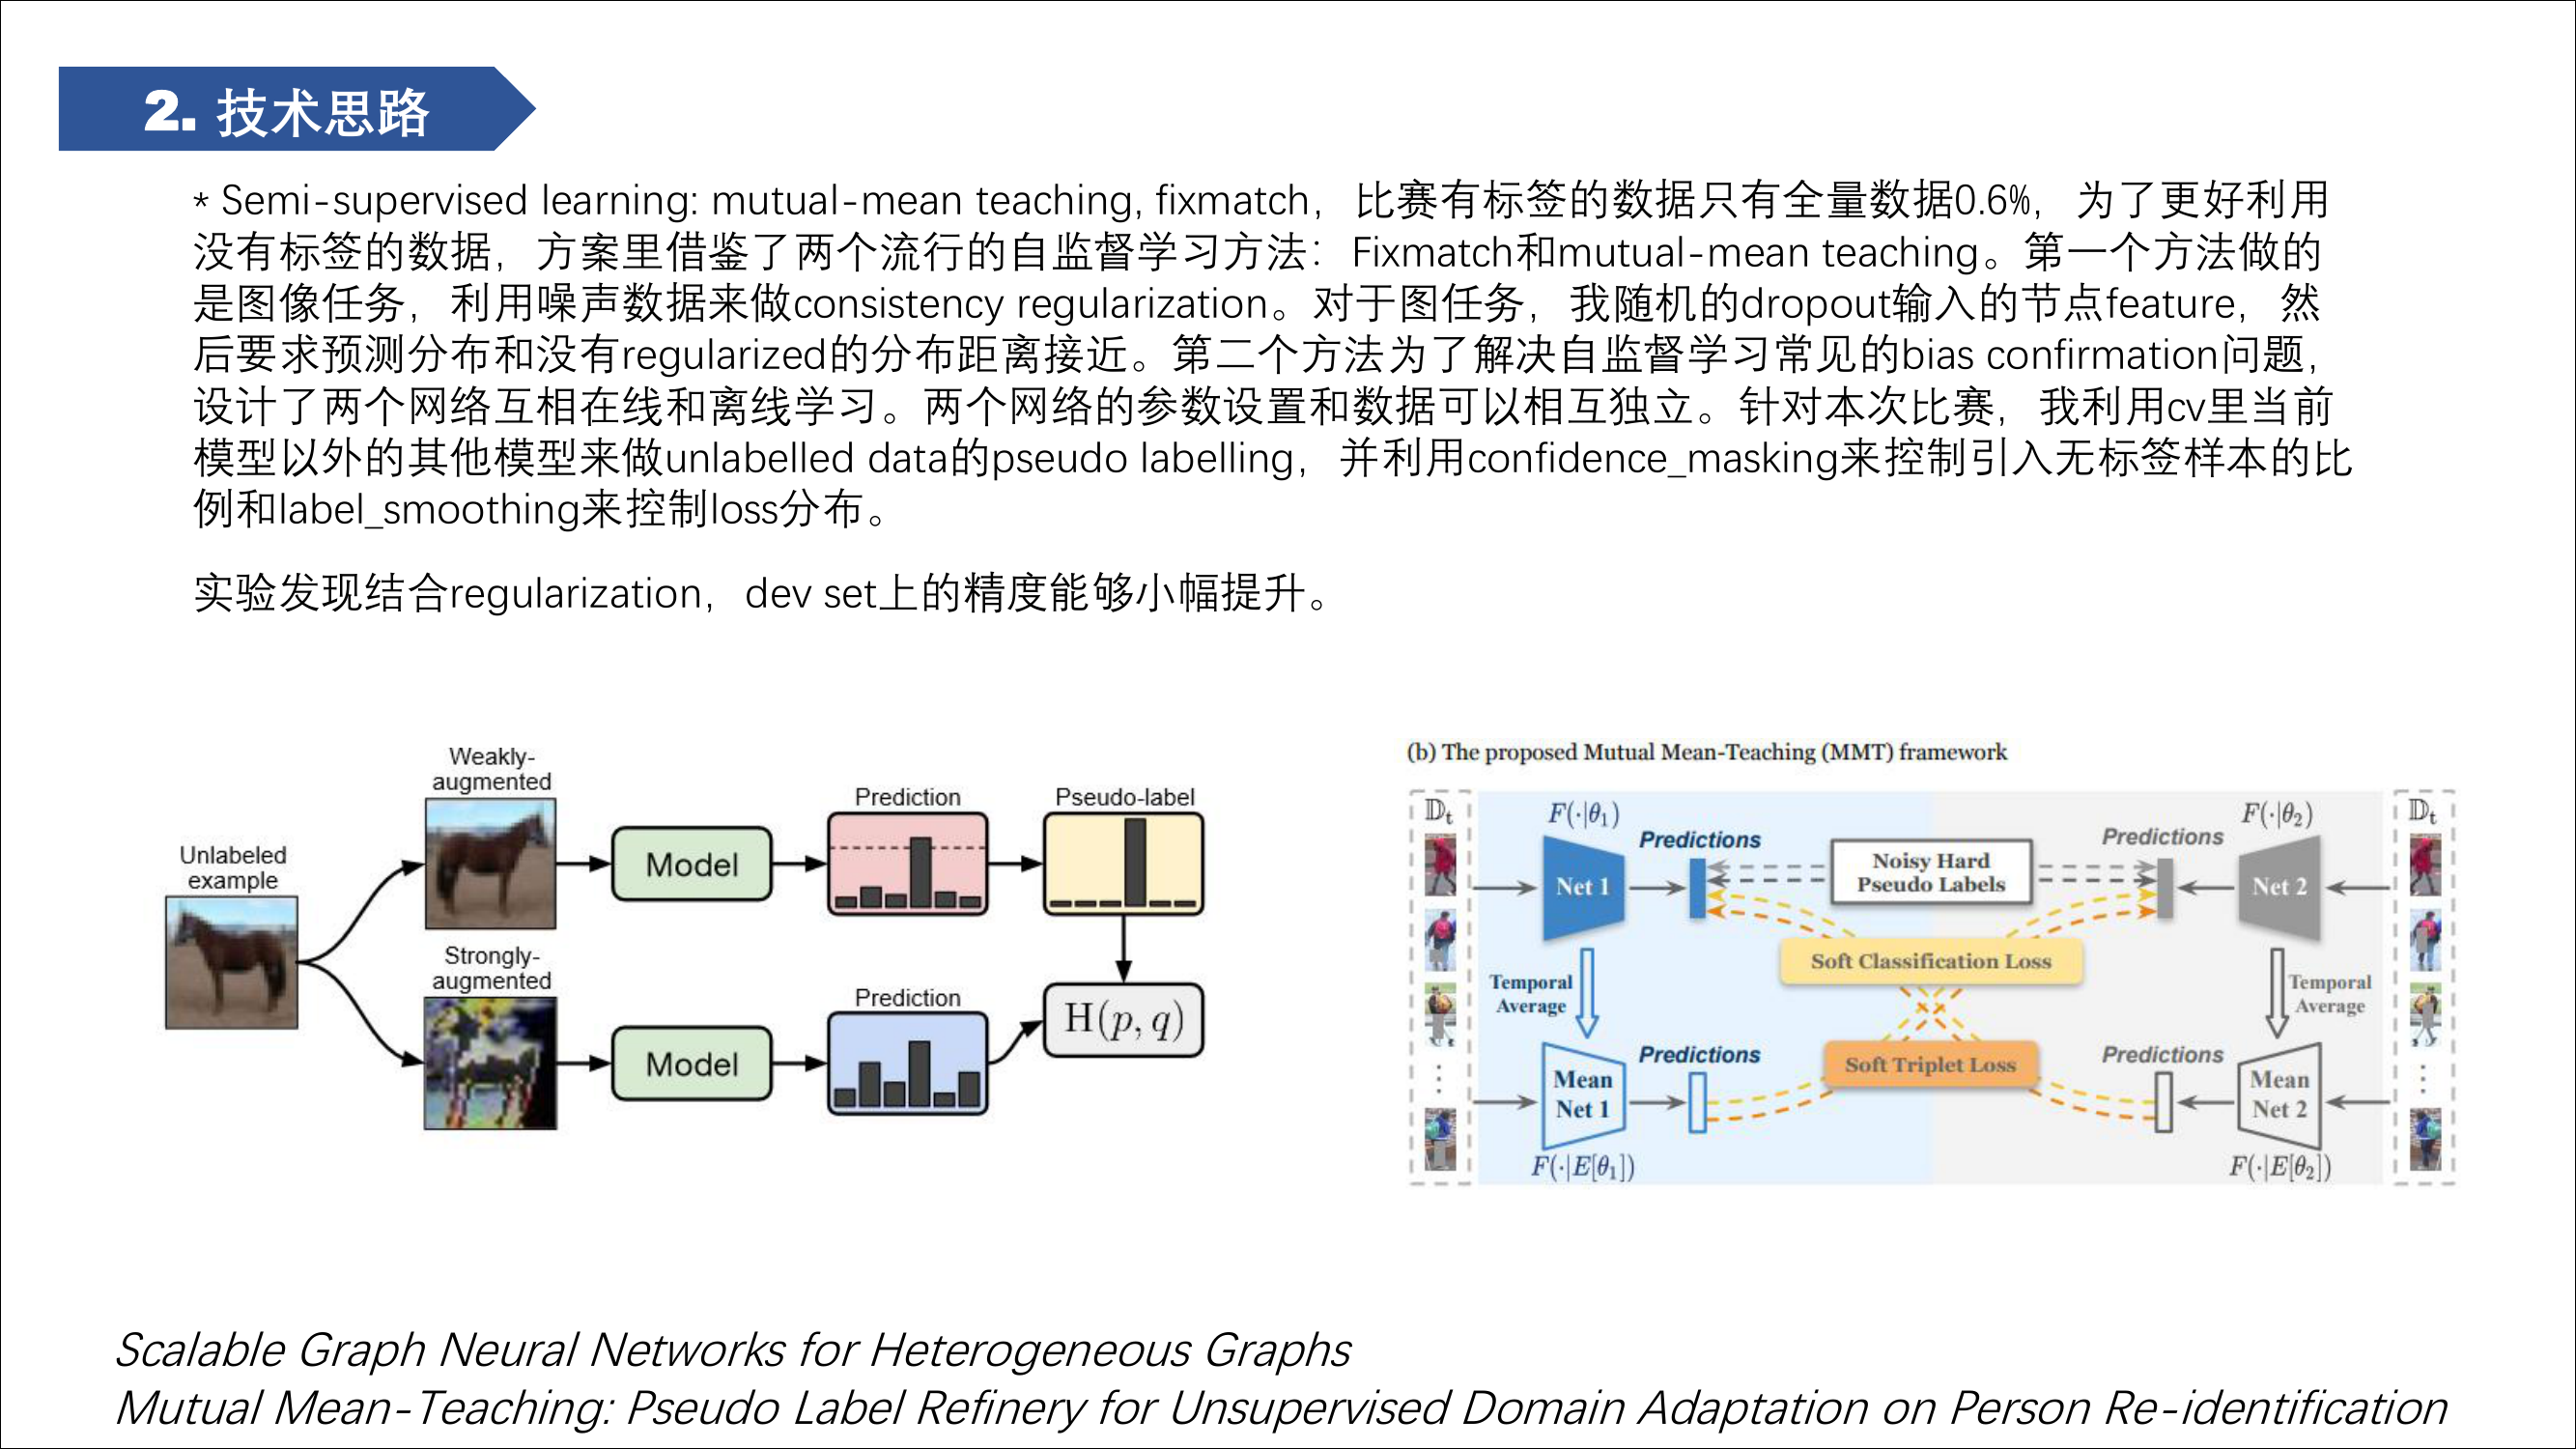 2. 技术思路
* Semi-supervised learning: mutual-mean teaching, fixmatch，比赛有标签的数据只有全量数据0.6%，为了更好利用
没有标签的数据，方案里借鉴了两个流行的自监督学习方法：Fixmatch和mutual-mean teaching。第一个方法做的
是图像任务，利用噪声数据来做consistency regularization。对于图任务，我随机的dropout输入的节点feature，然
后要求预测分布和没有regularized的分布距离接近。第二个方法为了解决自监督学习常见的bias confirmation问题，
设计了两个网络互相在线和离线学习。两个网络的参数设置和数据可以相互独立。针对本次比赛，我利用cv里当前
模型以外的其他模型来做unlabelled data的pseudo labelling，并利用confidence_masking来控制引入无标签样本的比
例和label_smoothing来控制loss分布。
实验发现结合regularization，dev set上的精度能够小幅提升。
Unlabeled
example
Weakly-
augmented
Model
Prediction
Pseudo-label
Strongly-
augmented
Model
Prediction
H(p, q)
(b) The proposed Mutual Mean-Teaching (MMT) framework
𝔻t
F(·|θ1)
Net 1
Predictions
Noisy Hard
Pseudo Labels
Predictions
F(·|θ2)
Net 2
𝔻t
Soft Classification Loss
Temporal
Average
Temporal
Average
Soft Triplet Loss
Mean
Net 1
Predictions
Predictions
Mean
Net 2
F(·|E[θ1])
F(·|E[θ2])
Scalable Graph Neural Networks for Heterogeneous Graphs
Mutual Mean-Teaching: Pseudo Label Refinery for Unsupervised Domain Adaptation on Person Re-identification